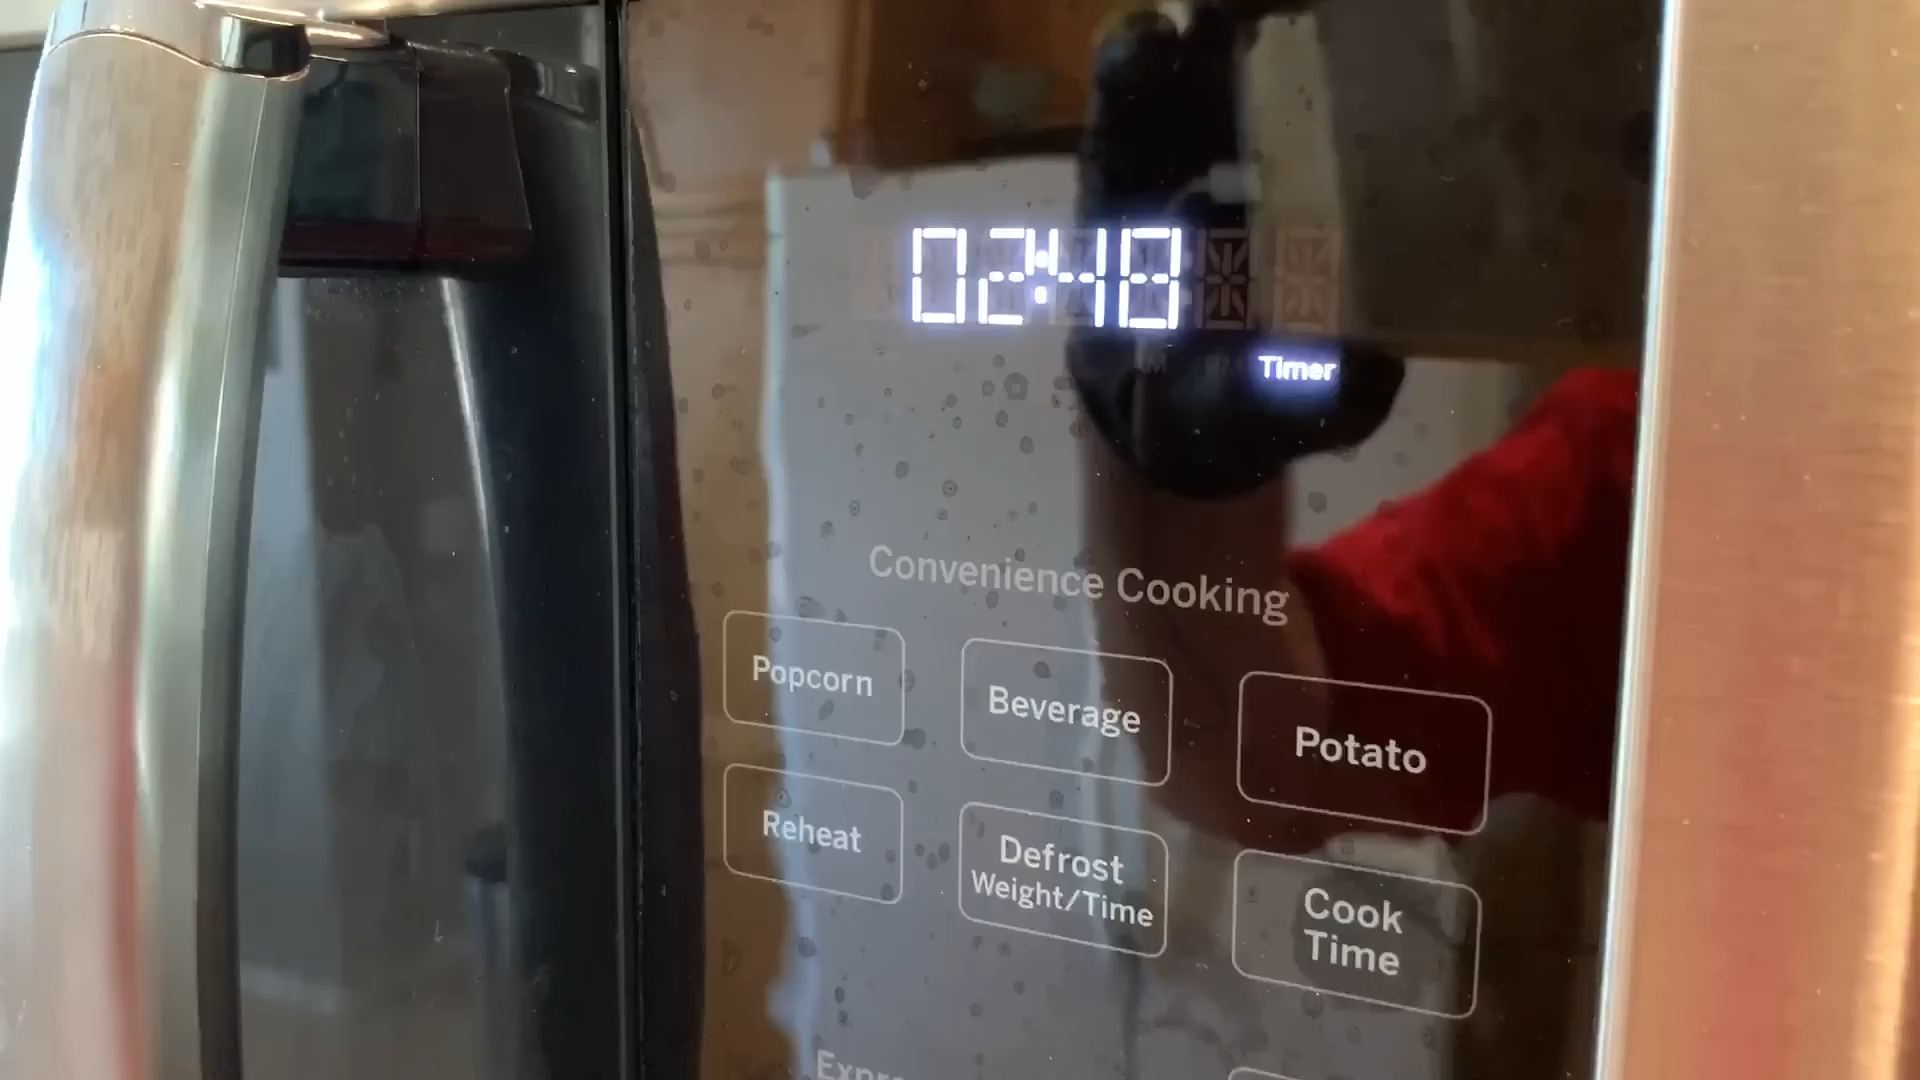 02:48
Timer
Convenience Cooking
Popcorn
Beverage
Potato
Reheat
Defrost
Weight/Time
Cook
Time